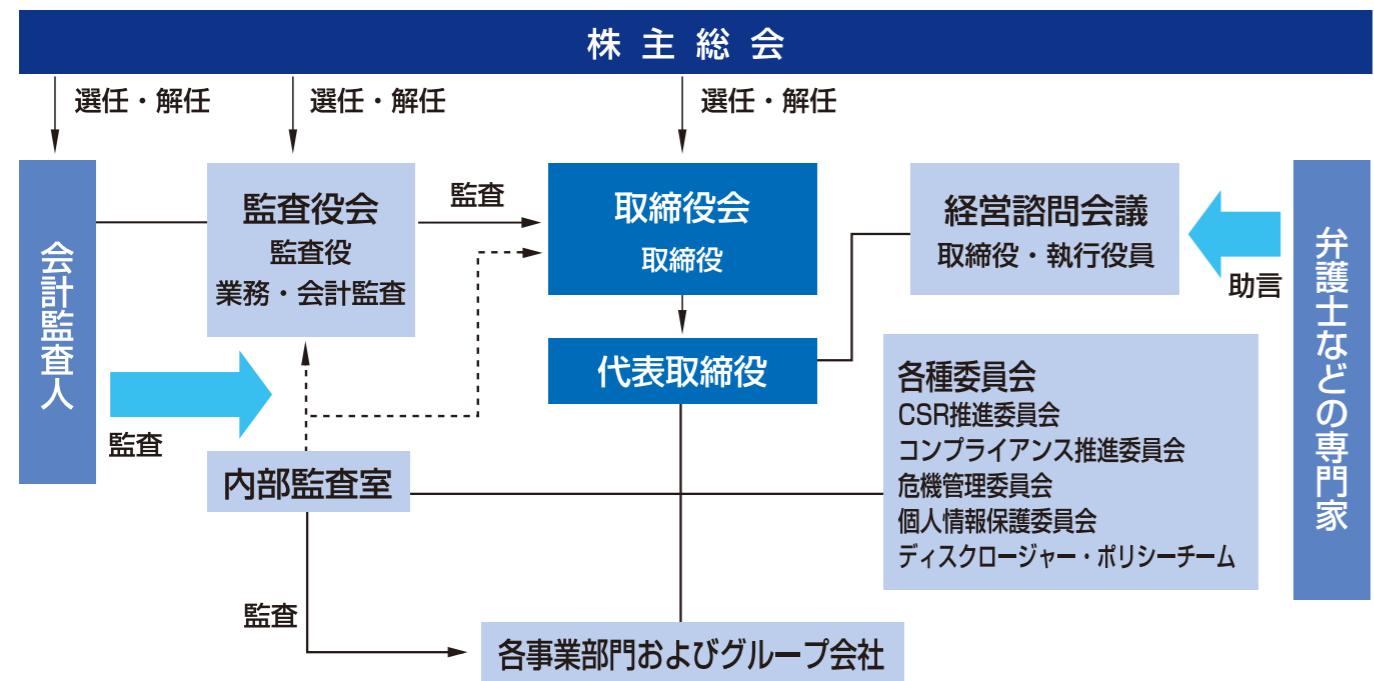 株主総会
選任・解任
選任・解任
選任・解任
会計監査人
監査役会
監査役
業務・会計監査
監査
取締役会
取締役
経営諮問会議
取締役・執行役員
助言
弁護士などの専門家
代表取締役
各種委員会
CSR推進委員会
コンプライアンス推進委員会
危機管理委員会
個人情報保護委員会
ディスクロージャー・ポリシーチーム
監査
内部監査室
監査
各事業部門およびグループ会社